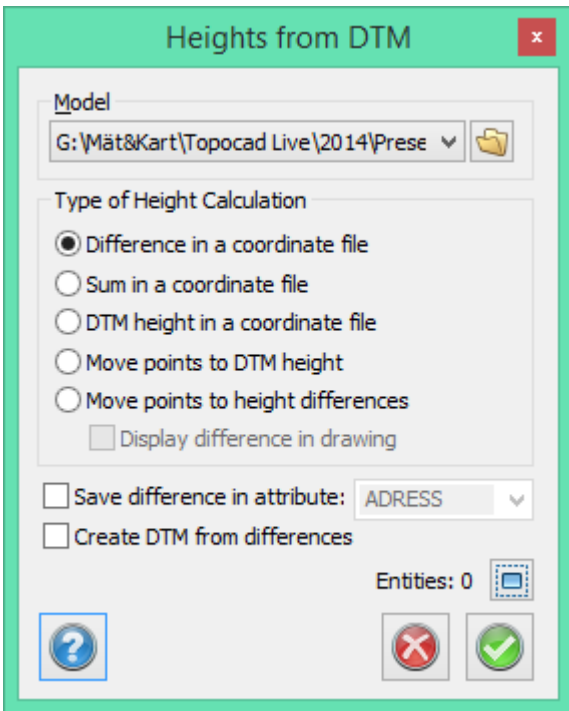 Heights from DTM
x
Model
G:\Mät&Kart\Topocad Live\2014\Prese
Type of Height Calculation
Difference in a coordinate file
Sum in a coordinate file
DTM height in a coordinate file
Move points to DTM height
Move points to height differences
Display difference in drawing
Save difference in attribute: ADRESS
Create DTM from differences
Entities: 0
?